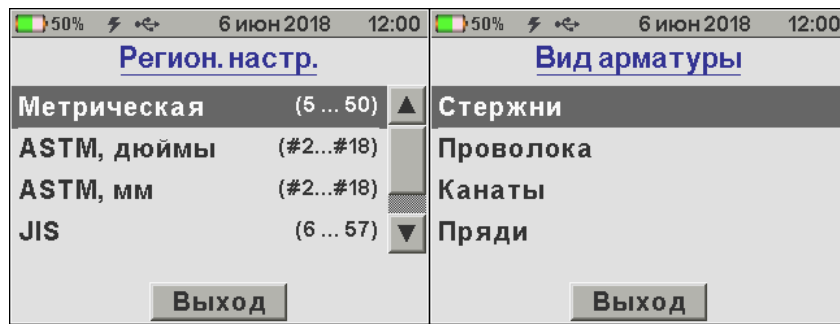 50% 6 июн 2018 12:00
Регион. настр.
Метрическая (5 ... 50)
ASTM, дюймы (#2...#18)
ASTM, мм (#2...#18)
JIS (6 ... 57)
Выход
50% 6 июн 2018 12:00
Вид арматуры
Стержни
Проволока
Канаты
Пряди
Выход